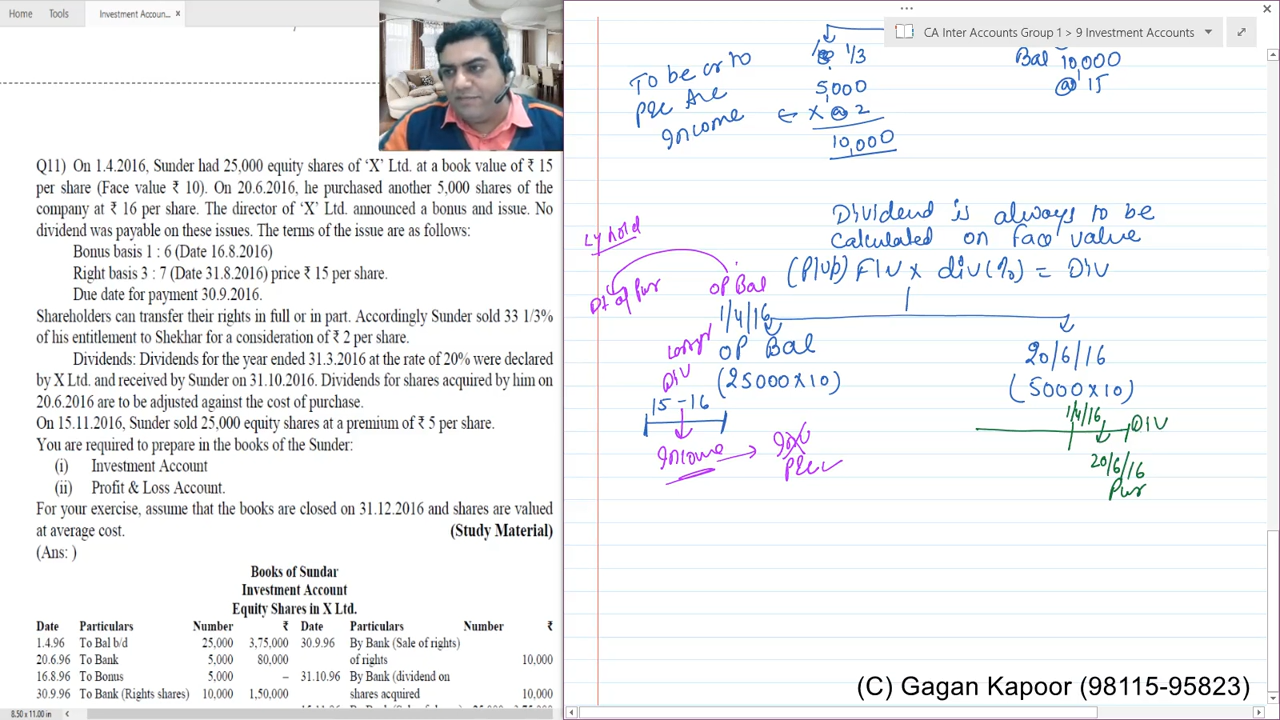 Home Tools Investment Accoun... ×
CA Inter Accounts Group 1 > 9 Investment Accounts
Q11) On 1.4.2016, Sunder had 25,000 equity shares of ‘X’ Ltd. at a book value of ₹ 15
per share (Face value ₹ 10). On 20.6.2016, he purchased another 5,000 shares of the
company at ₹ 16 per share. The director of ‘X’ Ltd. announced a bonus and issue. No
dividend was payable on these issues. The terms of the issue are as follows:
Bonus basis 1 : 6 (Date 16.8.2016)
Right basis 3 : 7 (Date 31.8.2016) price ₹ 15 per share.
Due date for payment 30.9.2016.
Shareholders can transfer their rights in full or in part. Accordingly Sunder sold 33 1/3%
of his entitlement to Shekhar for a consideration of ₹ 2 per share.
Dividends: Dividends for the year ended 31.3.2016 at the rate of 20% were declared
by X Ltd. and received by Sunder on 31.10.2016. Dividends for shares acquired by him on
20.6.2016 are to be adjusted against the cost of purchase.
On 15.11.2016, Sunder sold 25,000 equity shares at a premium of ₹ 5 per share.
You are required to prepare in the books of the Sunder:
(i) Investment Account
(ii) Profit & Loss Account.
For your exercise, assume that the books are closed on 31.12.2016 and shares are valued
at average cost. (Study Material)
(Ans: )
Books of Sundar
Investment Account
Equity Shares in X Ltd.
Date Particulars Number ₹ Date Particulars Number ₹
1.4.96 To Bal b/d 25,000 3,75,000 30.9.96 By Bank (Sale of rights)
20.6.96 To Bank 5,000 80,000 of rights) 10,000
16.8.96 To Bonus 5,000 – 31.10.96 By Bank (dividend on
30.9.96 To Bank (Rights shares) 10,000 1,50,000 shares acquired 10,000
8.50 x 11.00 in
1/3
5,000
x @ 2
10,000
To be cr to
P&L Are
Income
Bal 10,000
@ 15
Dividend is always to be
calculated on face value
(P/up) F/V x div(%) = Div
Ly hold
Dt of Pur
OP Bal
1/4/16
OP Bal
(25000x10)
Div
15-16
Income
P&L
20/6/16
(5000x10)
1/4/16
Div
20/6/16
Pur
(C) Gagan Kapoor (98115-95823)